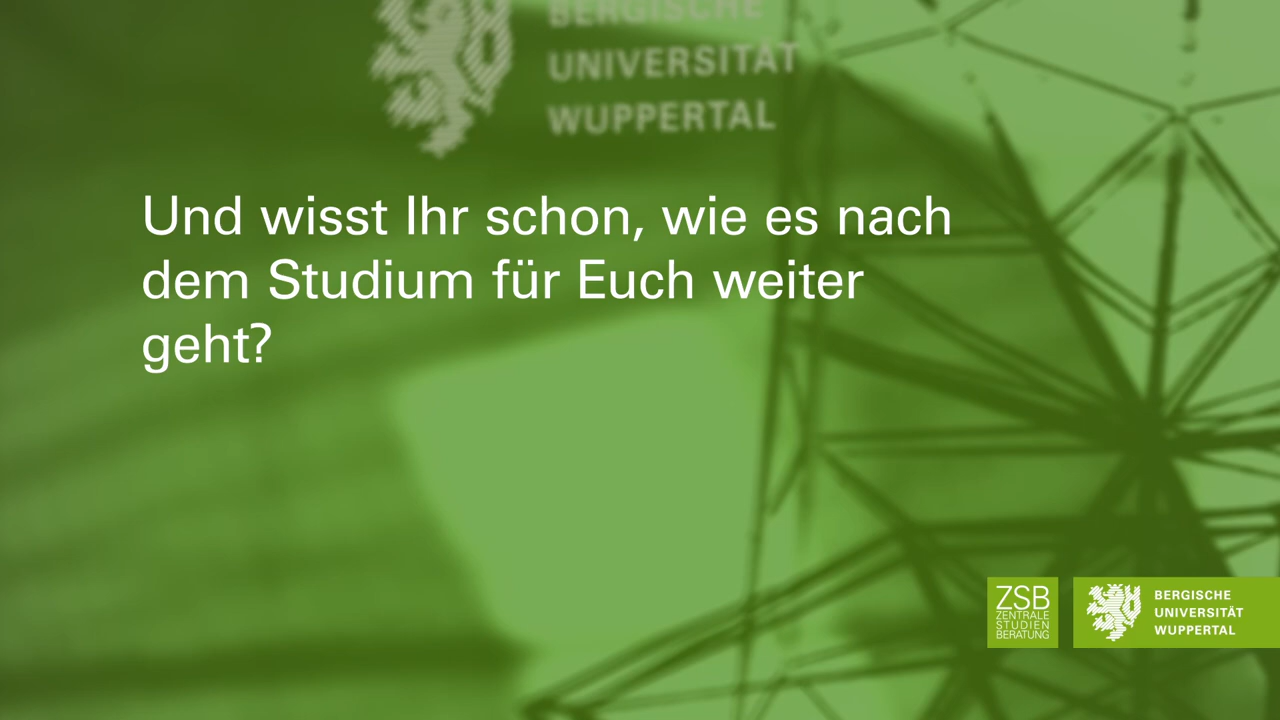 BERGISCHE
UNIVERSITÄT
WUPPERTAL
Und wisst Ihr schon, wie es nach
dem Studium für Euch weiter
geht?
ZSB
ZENTRALE
STUDIEN
BERATUNG
BERGISCHE
UNIVERSITÄT
WUPPERTAL